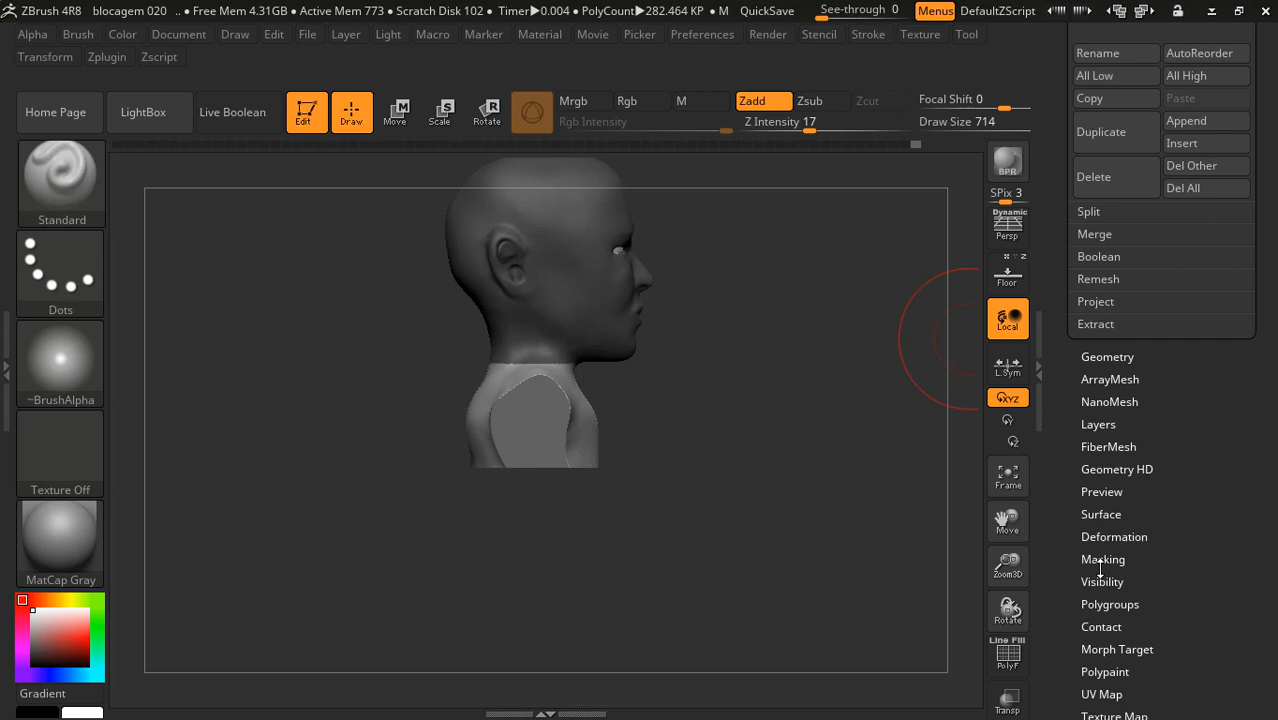 ZBrush 4R8 blocagem 020 .. • Free Mem 4.31GB • Active Mem 773 • Scratch Disk 102 • Timer▶0.004 • PolyCount▶282.464 KP • M QuickSave See-through 0 Menus DefaultZScript
Alpha Brush Color Document Draw Edit File Layer Light Macro Marker Material Movie Picker Preferences Render Stencil Stroke Texture Tool
Transform Zplugin Zscript
Home Page LightBox Live Boolean Edit Draw Move Scale Rotate
Mrgb Rgb M Zadd Zsub Zcut Focal Shift 0
Rgb Intensity Z Intensity 17 Draw Size 714
Standard
Dots
~BrushAlpha
Texture Off
MatCap Gray
Gradient
BPR
SPix 3
Dynamic
Persp
Floor
Local
L.Sym
XYZ
Y
Z
Frame
Move
Zoom3D
Rotate
Line Fill
PolyF
Transp
Rename AutoReorder
All Low All High
Copy Paste
Duplicate Append
Insert
Delete Del Other
Del All
Split
Merge
Boolean
Remesh
Project
Extract
Geometry
ArrayMesh
NanoMesh
Layers
FiberMesh
Geometry HD
Preview
Surface
Deformation
Masking
Visibility
Polygroups
Contact
Morph Target
Polypaint
UV Map
Texture Map